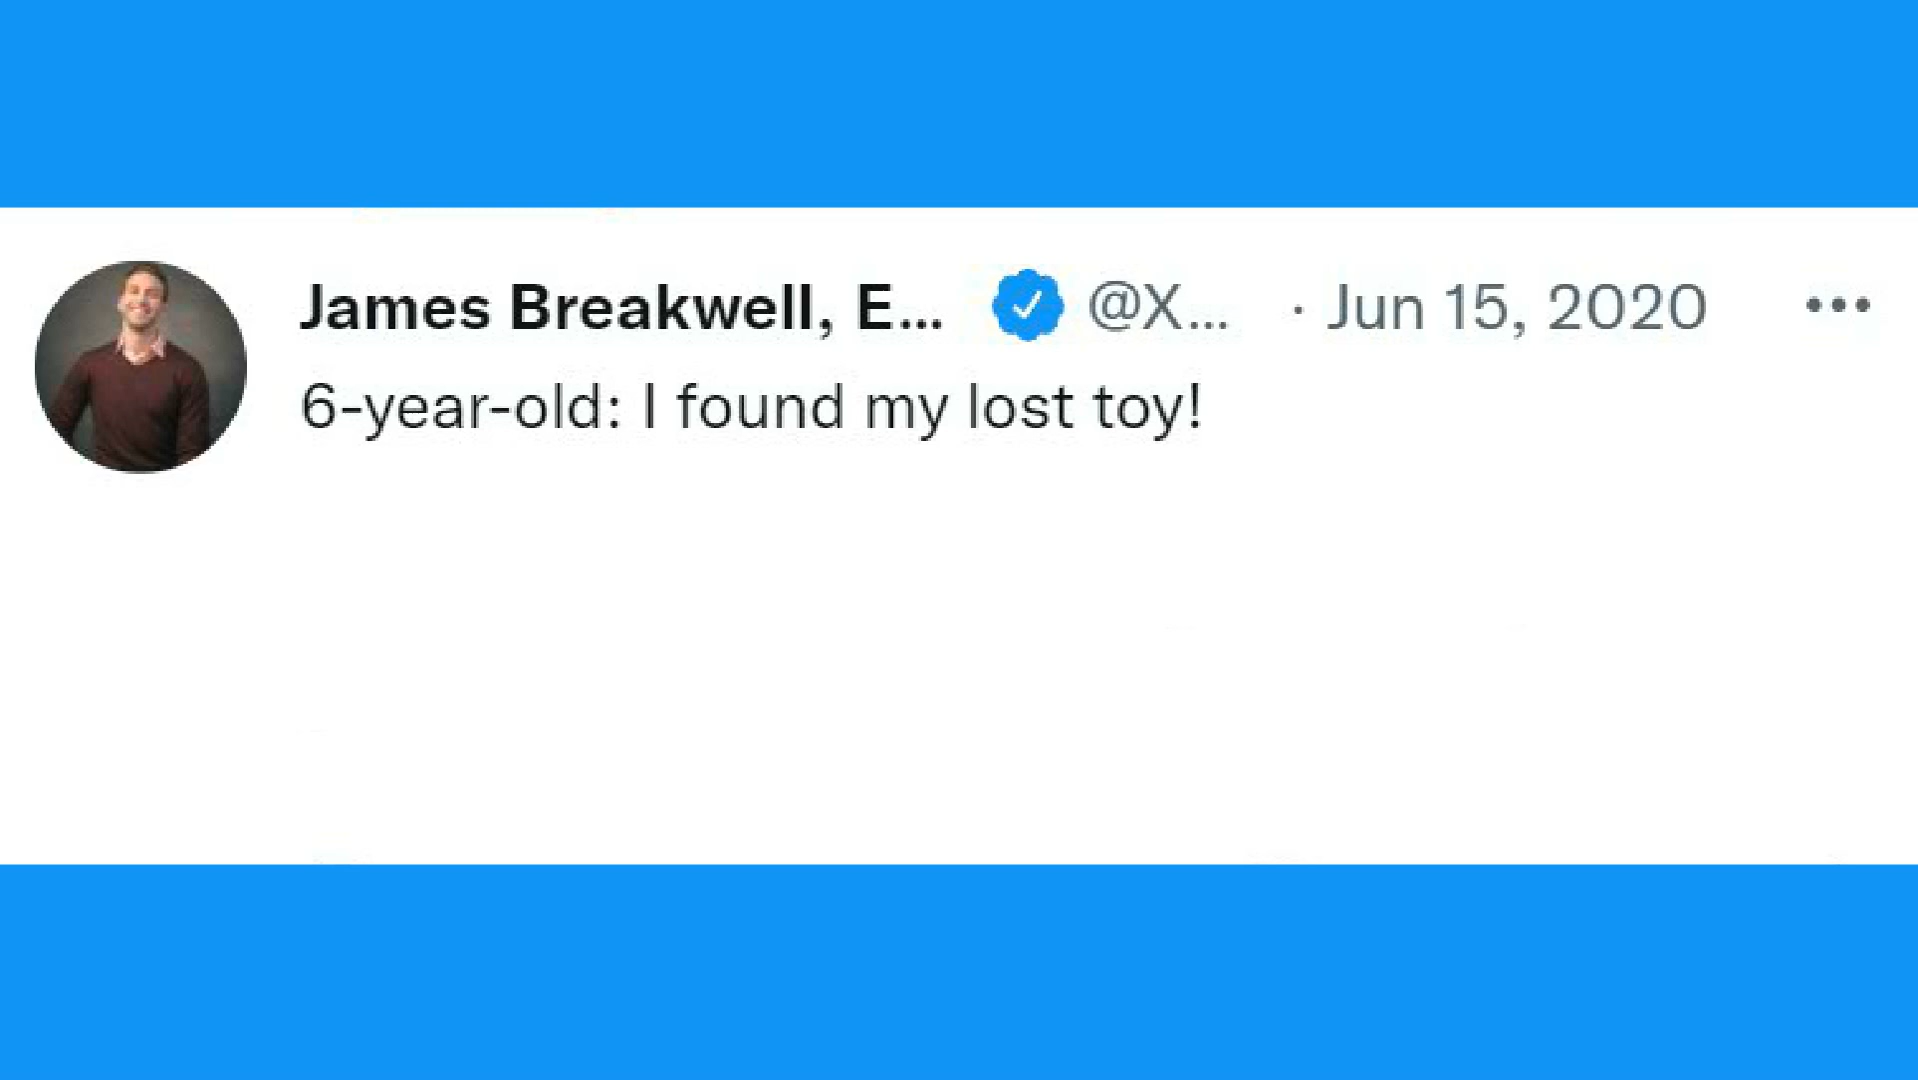 James Breakwell, E... @X... · Jun 15, 2020
6-year-old: I found my lost toy!